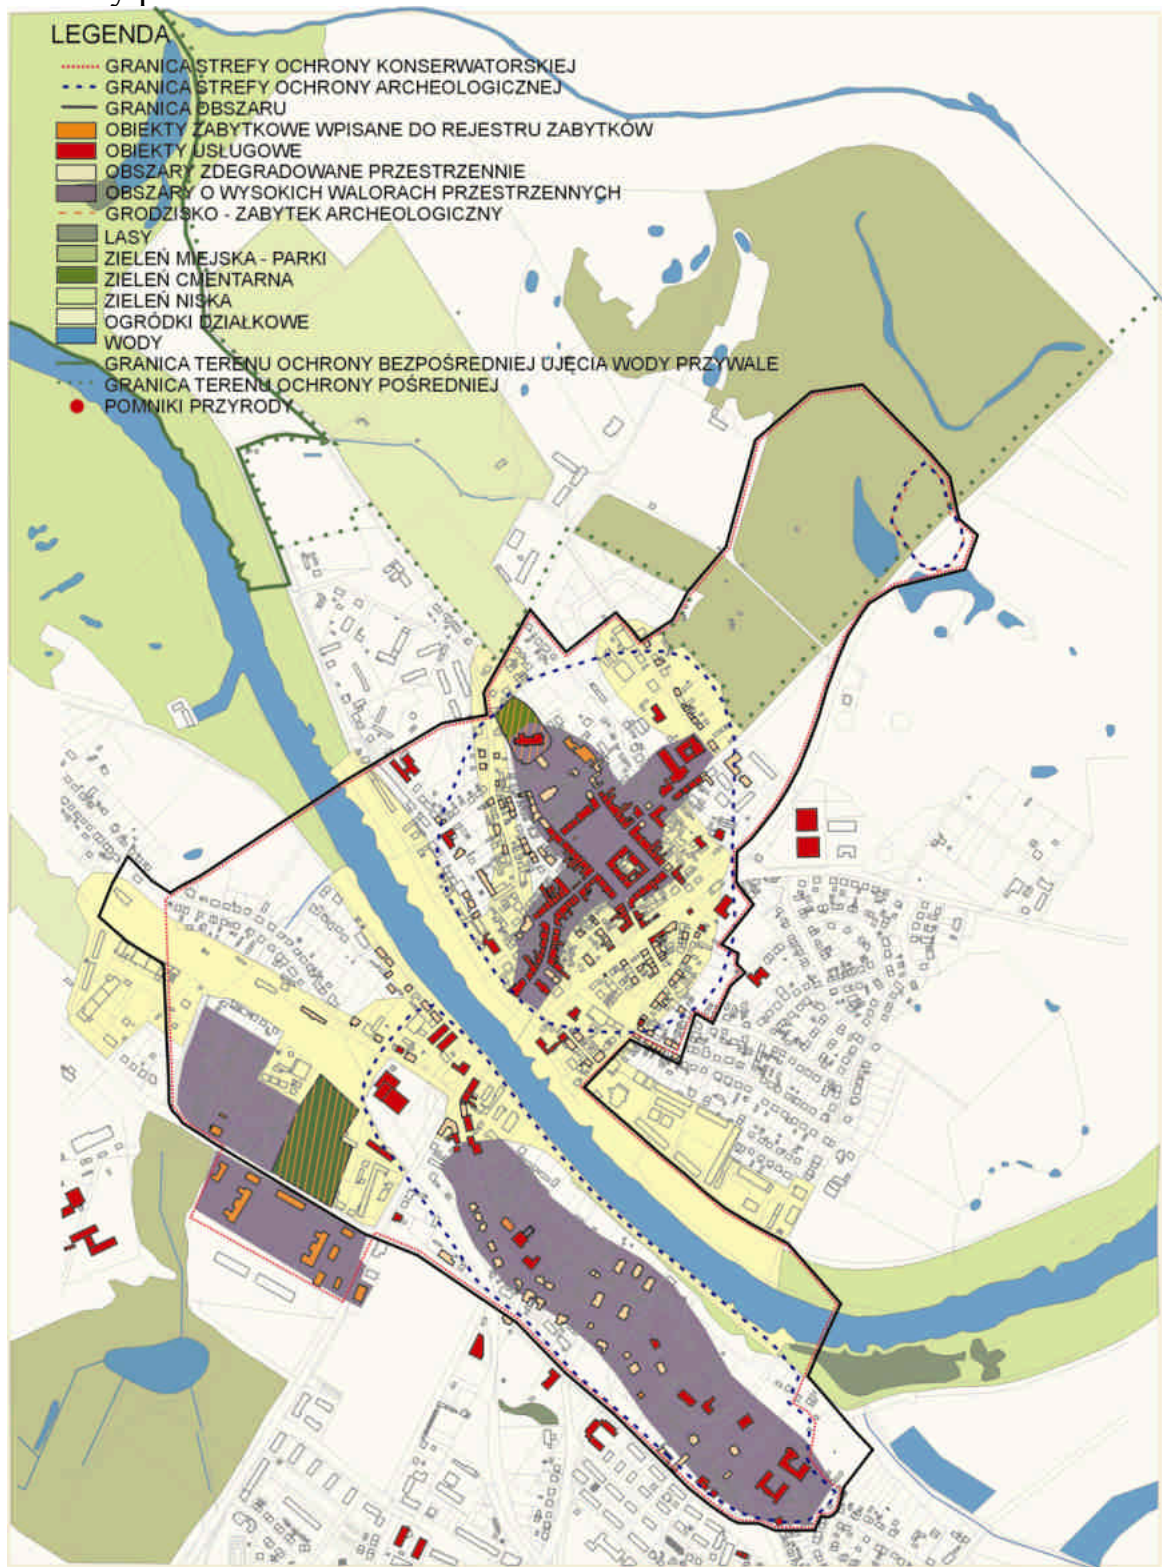 LEGENDA
GRANICA STREFY OCHRONY KONSERWATORSKIEJ
GRANICA STREFY OCHRONY ARCHEOLOGICZNEJ
GRANICA OBSZARU
OBIEKTY ZABYTKOWE WPISANE DO REJESTRU ZABYTKÓW
OBIEKTY USŁUGOWE
OBSZARY ZDEGRADOWANE PRZESTRZENNIE
OBSZARY O WYSOKICH WALORACH PRZESTRZENNYCH
GRODZISKO - ZABYTEK ARCHEOLOGICZNY
LASY
ZIELEŃ MIEJSKA - PARKI
ZIELEŃ CMENTARNA
ZIELEŃ NISKA
OGRÓDKI DZIAŁKOWE
WODY
GRANICA TERENU OCHRONY BEZPOŚREDNIEJ UJĘCIA WODY PRZYWALE
GRANICA TERENU OCHRONY POŚREDNIEJ
POMNIKI PRZYRODY